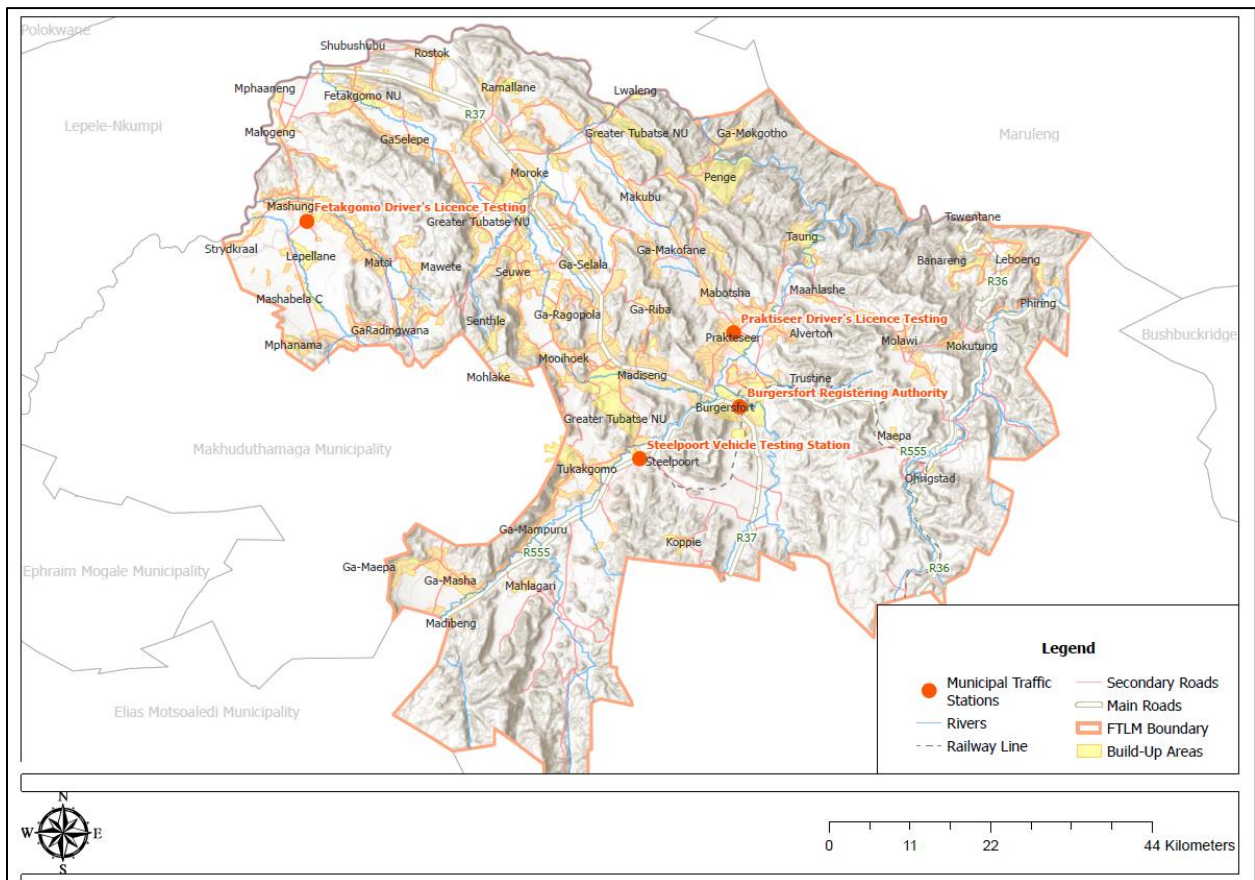 Polokwane
Shubushubu
Rostok
Mphaaneng
Fetakgomo NU
Ramallane
Lwaleng
R37
Lepele-Nkumpi
Malogeng
GaSelepe
Greater Tubatse NU
Ga-Mokgotho
Maruleng
Moroke
Penge
Makubu
Mashung
Fetakgomo Driver's Licence Testing
Greater Tubatse NU
Tswentane
Strydkraal
Lepellane
Matoi
Mawete
Seuwe
Ga-Selala
Ga-Makofane
Taung
Banareng
Leboeng
R36
Mashabela C
Mabotsha
Maahlashe
Phiring
GaRadingwana
Senthle
Ga-Ragopola
Ga-Riba
Praktiseer Driver's Licence Testing
Prakteseer
Alverton
Molawi
Mokutung
Bushbuckridge
Mphanama
Mooihoek
Mohlake
Madiseng
Trustine
Burgersfort Registering Authority
Burgersfort
Greater Tubatse NU
Makhuduthamaga Municipality
Steelpoort Vehicle Testing Station
Steelpoort
Maepa
R555
Tukakgomo
Ohrigstad
Ga-Mampuru
R555
Koppie
R37
Ephraim Mogale Municipality
Ga-Maepa
Ga-Masha
Mahlagari
R36
Madibeng
Elias Motsoaledi Municipality
Legend
Municipal Traffic
Stations
Rivers
Railway Line
Secondary Roads
Main Roads
FTLM Boundary
Build-Up Areas
N
W E
S
0 11 22 44 Kilometers